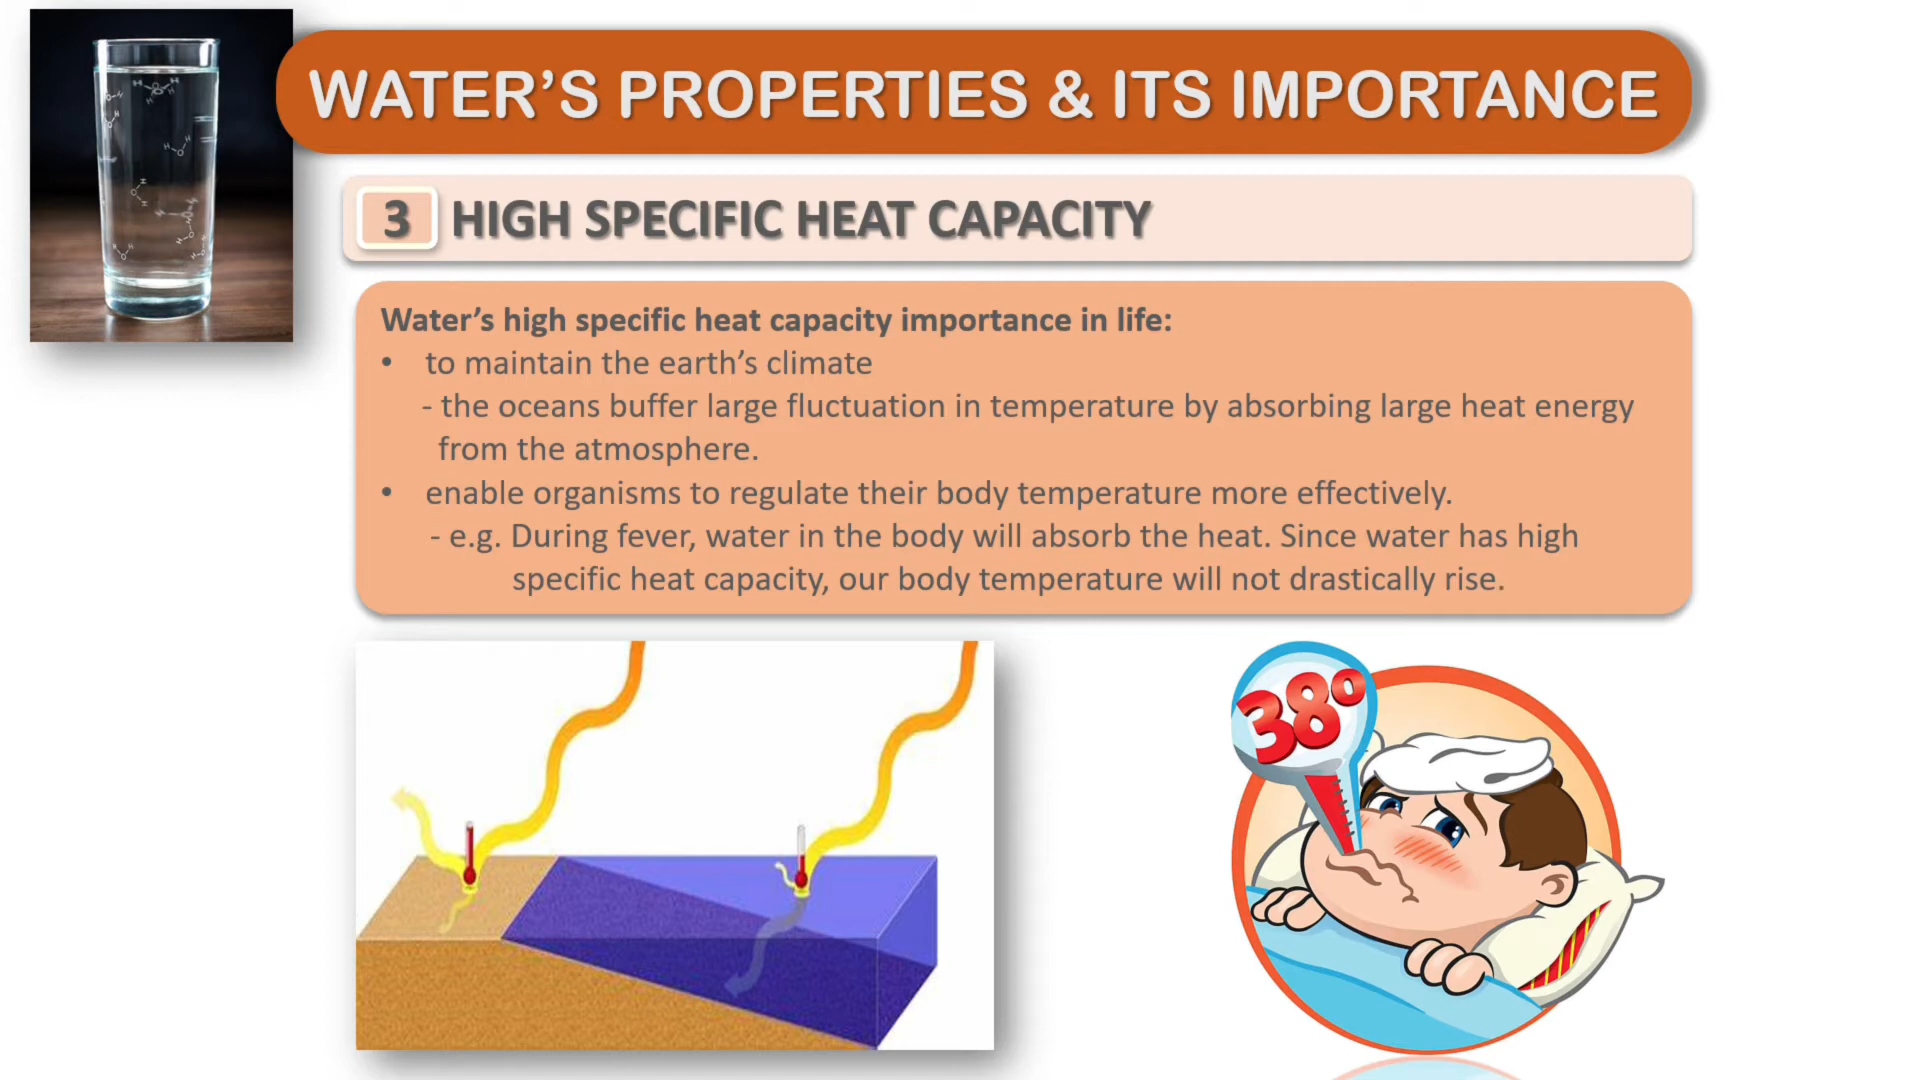 WATER’S PROPERTIES & ITS IMPORTANCE
3 HIGH SPECIFIC HEAT CAPACITY
Water’s high specific heat capacity importance in life:
• to maintain the earth’s climate
- the oceans buffer large fluctuation in temperature by absorbing large heat energy
from the atmosphere.
• enable organisms to regulate their body temperature more effectively.
- e.g. During fever, water in the body will absorb the heat. Since water has high
specific heat capacity, our body temperature will not drastically rise.
38º